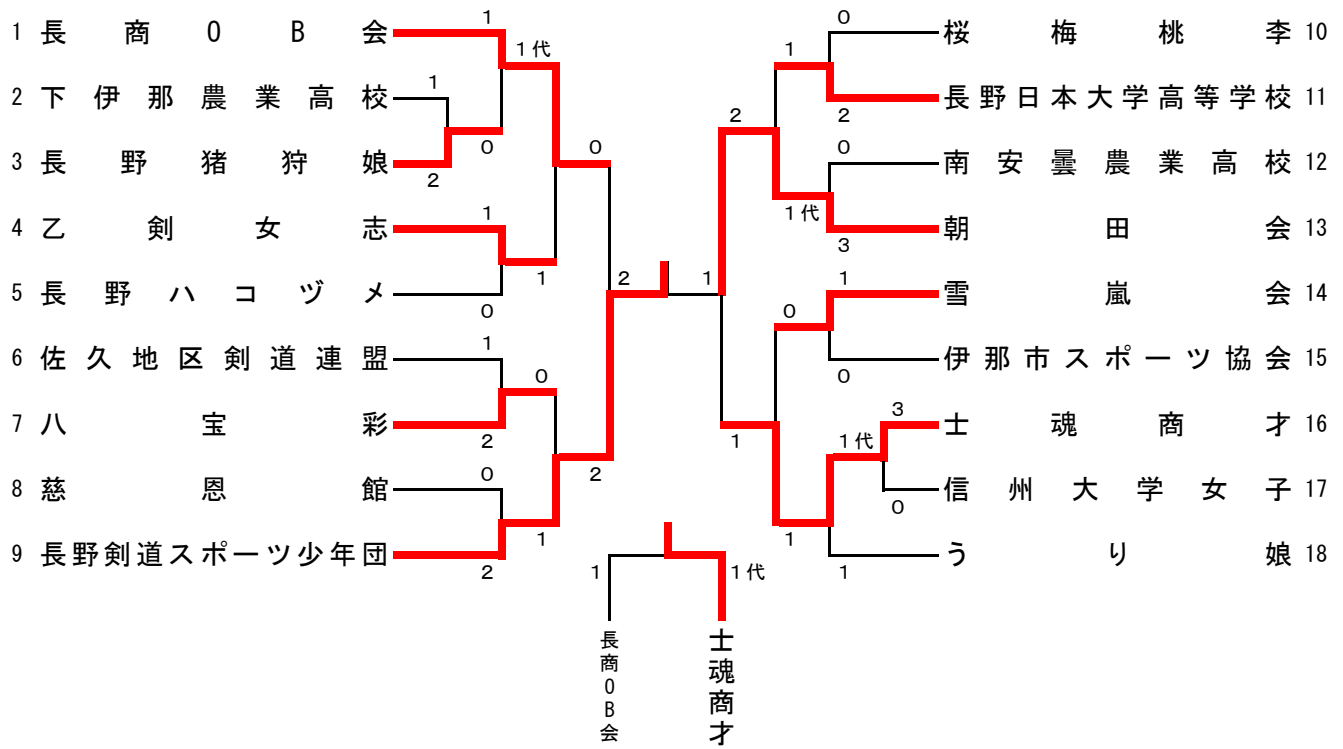 1 長商OB会
2 下伊那農業高校
3 長野猪狩娘
4 乙剣女志
5 長野ハコヅメ
6 佐久地区剣道連盟
7 八宝彩
8 慈恩館
9 長野剣道スポーツ少年団
1
1代
1
0
2
0
1
1
0
2
1
0
2
0
2
1
2
桜梅桃李 10
長野日本大学高等学校 11
南安曇農業高校 12
朝田会 13
雪嵐会 14
伊那市スポーツ協会 15
士魂商才 16
信州大学女子 17
うり娘 18
0
1
2
2
0
1代
3
1
1
0
0
3
1代
1
0
1
1
1
1代
長商OB会
士魂商才